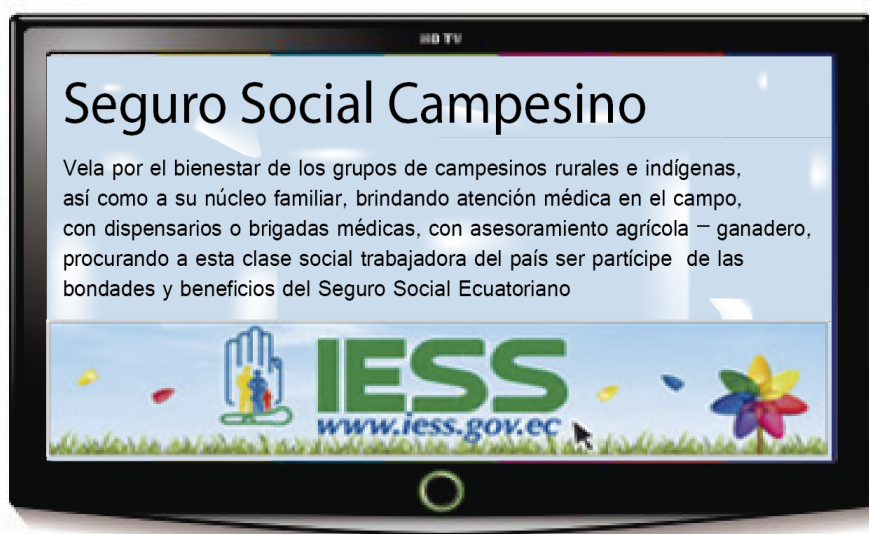 HD TV
Seguro Social Campesino
Vela por el bienestar de los grupos de campesinos rurales e indígenas,
así como a su núcleo familiar, brindando atención médica en el campo,
con dispensarios o brigadas médicas, con asesoramiento agrícola – ganadero,
procurando a esta clase social trabajadora del país ser partícipe de las
bondades y beneficios del Seguro Social Ecuatoriano
IESS
www.iess.gov.ec